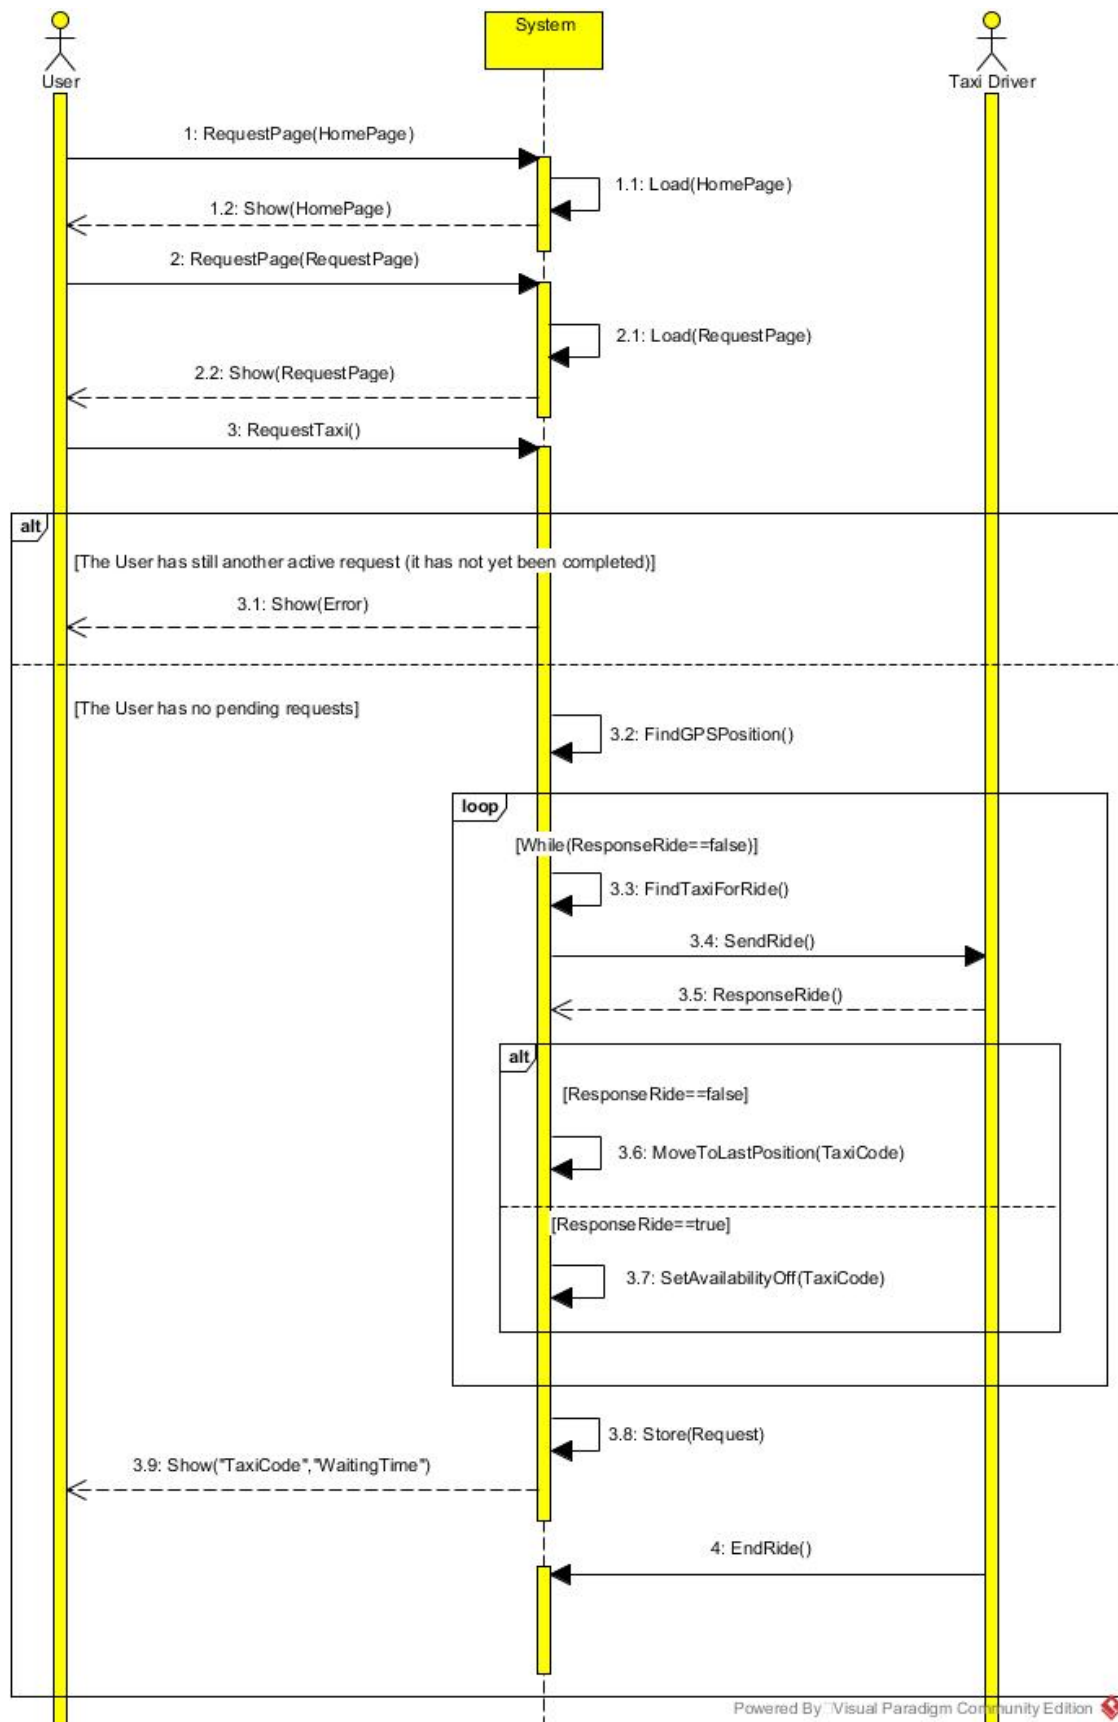 System
User
Taxi Driver
1: RequestPage(HomePage)
1.1: Load(HomePage)
1.2: Show(HomePage)
2: RequestPage(RequestPage)
2.1: Load(RequestPage)
2.2: Show(RequestPage)
3: RequestTaxi()
alt
[The User has still another active request (it has not yet been completed)]
3.1: Show(Error)
[The User has no pending requests]
3.2: FindGPSPosition()
loop
[While(ResponseRide==false)]
3.3: FindTaxiForRide()
3.4: SendRide()
3.5: ResponseRide()
alt
[ResponseRide==false]
3.6: MoveToLastPosition(TaxiCode)
[ResponseRide==true]
3.7: SetAvailabilityOff(TaxiCode)
3.8: Store(Request)
3.9: Show("TaxiCode","WaitingTime")
4: EndRide()
Powered By Visual Paradigm Community Edition